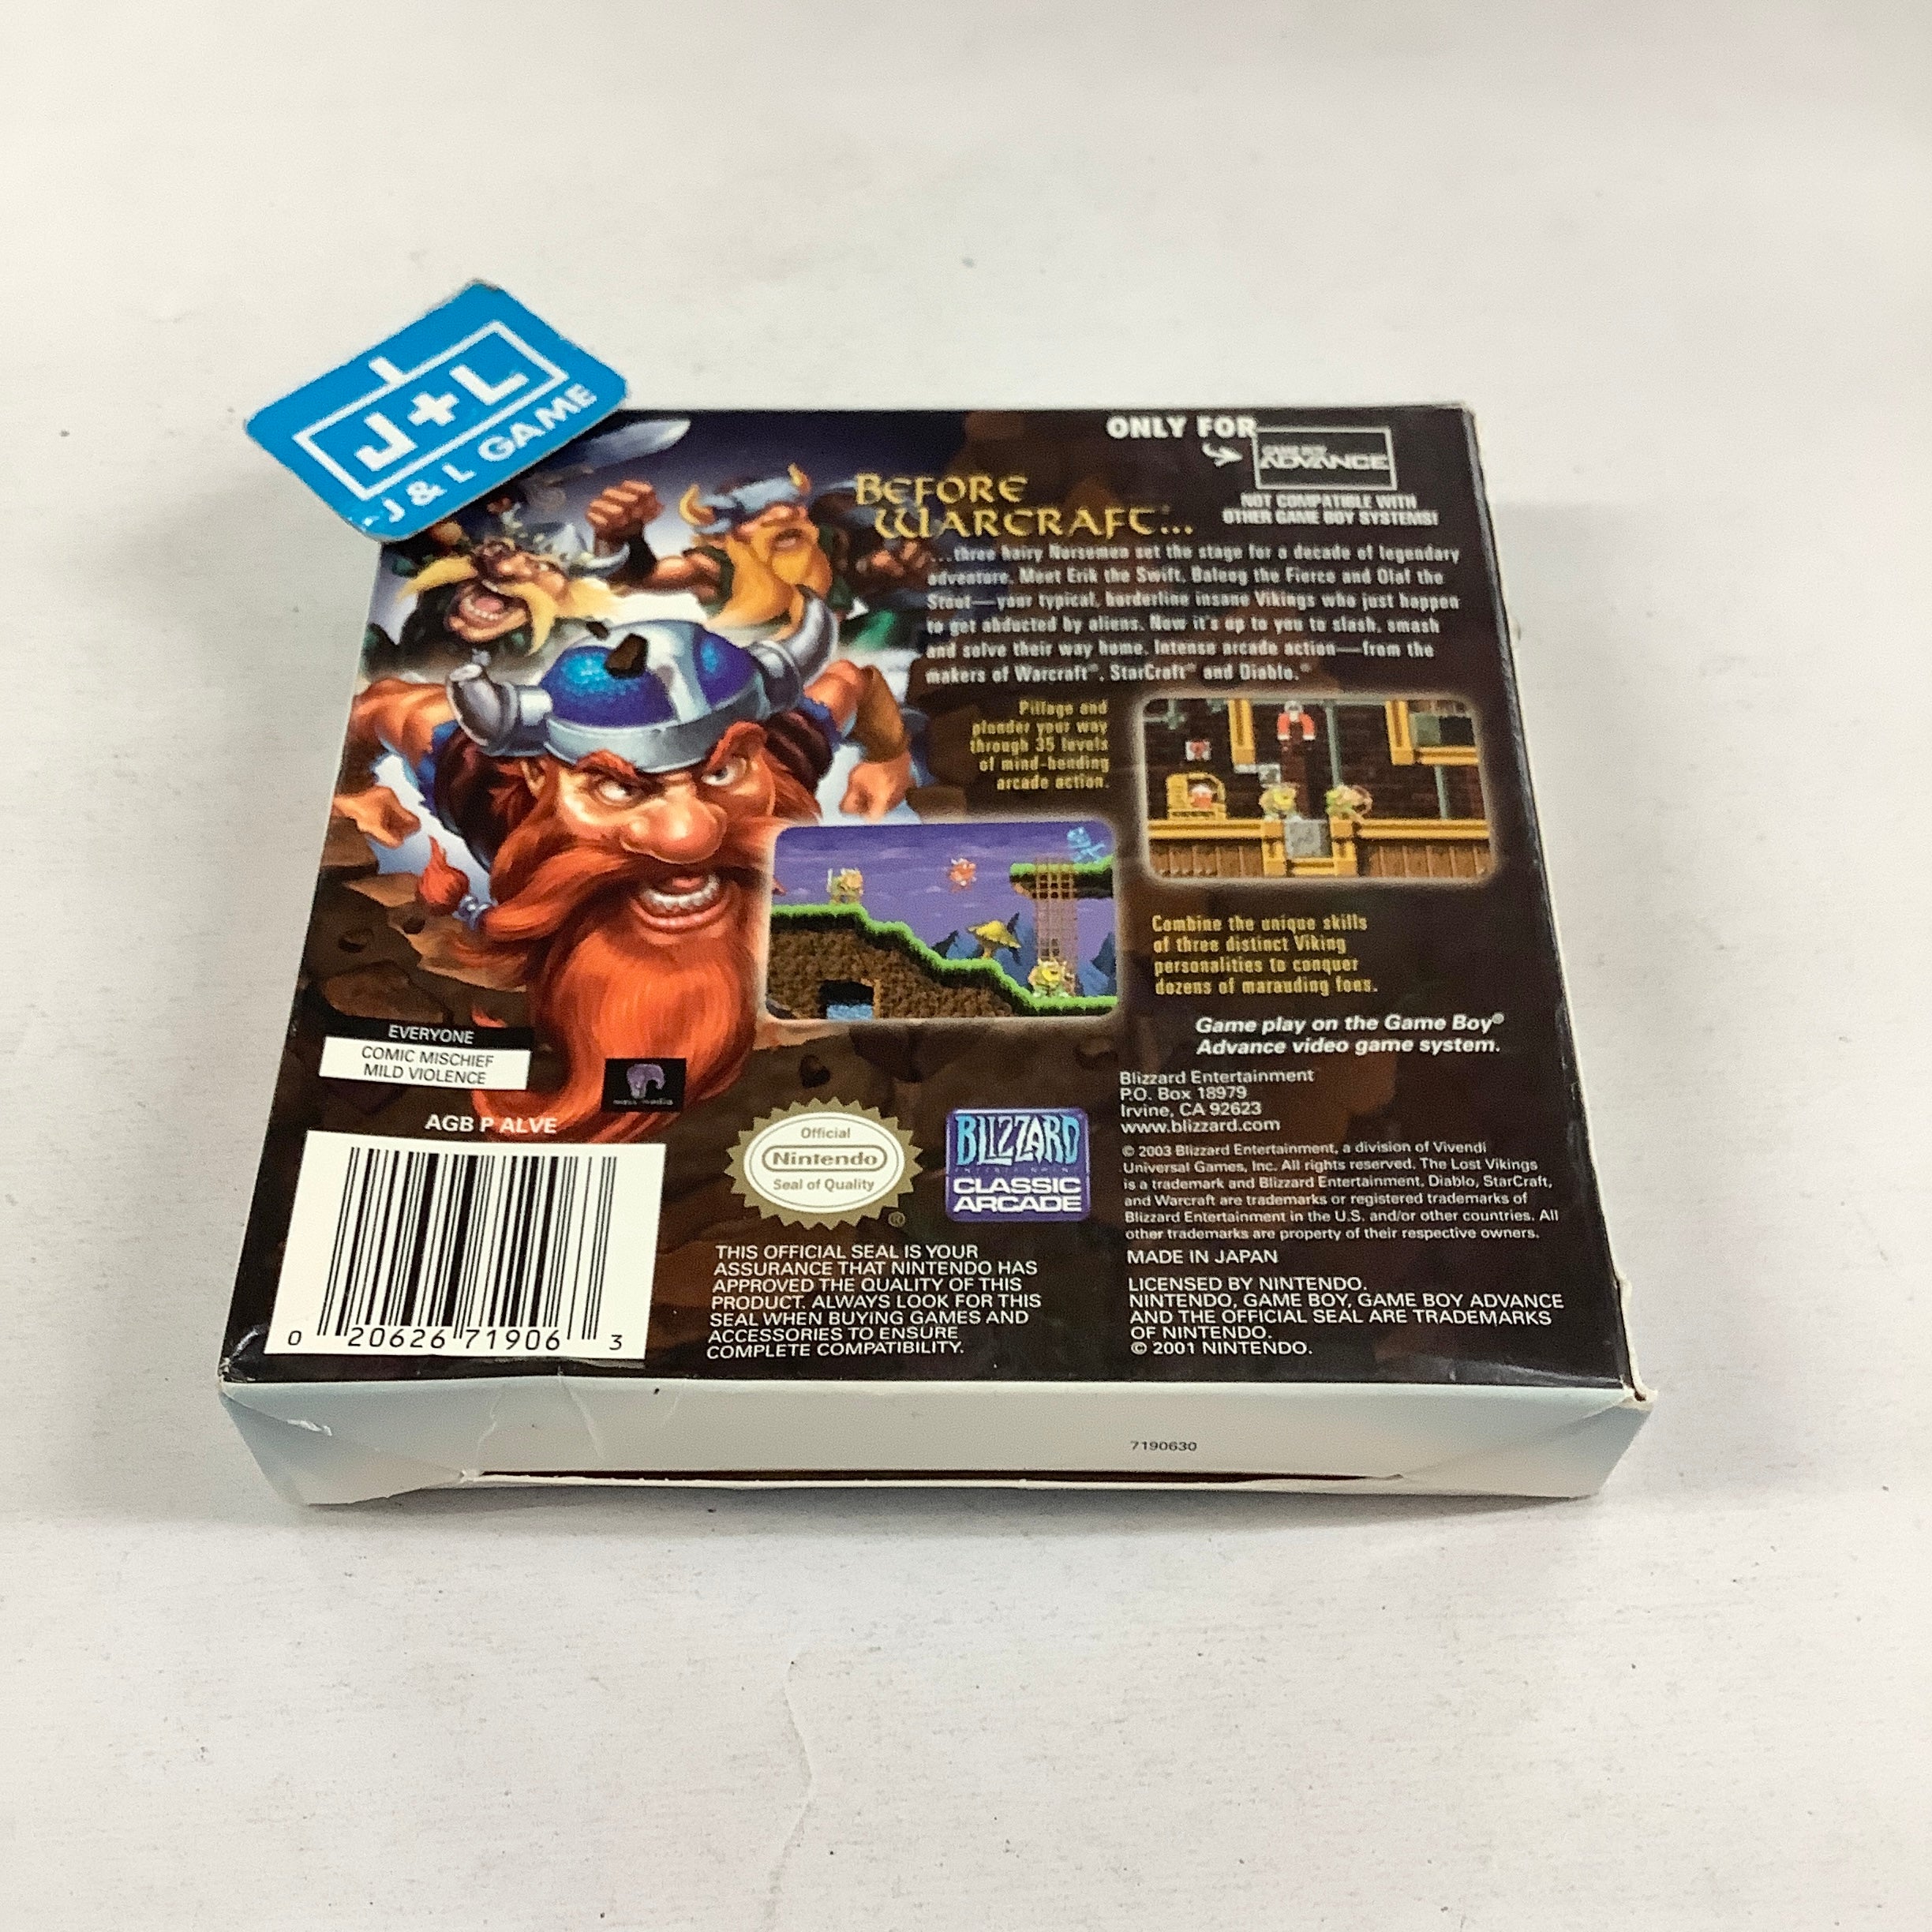 J+L
J & L GAME
ONLY FOR
GAME BOY
ADVANCE
NOT COMPATIBLE WITH
OTHER GAME BOY SYSTEMS!
BEFORE
WARCRAFT®...
...three hairy Norsemen set the stage for a decade of legendary
adventure. Meet Erik the Swift, Baleog the Fierce and Olaf the
Stout—your typical, borderline insane Vikings who just happen
to get abducted by aliens. Now it's up to you to slash, smash
and solve their way home. Intense arcade action—from the
makers of Warcraft®, StarCraft® and Diablo.®
Pillage and
plunder your way
through 35 levels
of mind-bending
arcade action.
Combine the unique skills
of three distinct Viking
personalities to conquer
dozens of marauding foes.
Game play on the Game Boy®
Advance video game system.
EVERYONE
COMIC MISCHIEF
MILD VIOLENCE
mass media
AGB P ALVE
0 20626 71906 3
Official
Nintendo
Seal of Quality
®
BLIZZARD
ENTERTAINMENT
CLASSIC
ARCADE
THIS OFFICIAL SEAL IS YOUR
ASSURANCE THAT NINTENDO HAS
APPROVED THE QUALITY OF THIS
PRODUCT. ALWAYS LOOK FOR THIS
SEAL WHEN BUYING GAMES AND
ACCESSORIES TO ENSURE
COMPLETE COMPATIBILITY.
Blizzard Entertainment
P.O. Box 18979
Irvine, CA 92623
www.blizzard.com
© 2003 Blizzard Entertainment, a division of Vivendi
Universal Games, Inc. All rights reserved. The Lost Vikings
is a trademark and Blizzard Entertainment, Diablo, StarCraft,
and Warcraft are trademarks or registered trademarks of
Blizzard Entertainment in the U.S. and/or other countries. All
other trademarks are property of their respective owners.
MADE IN JAPAN
LICENSED BY NINTENDO.
NINTENDO, GAME BOY, GAME BOY ADVANCE
AND THE OFFICIAL SEAL ARE TRADEMARKS
OF NINTENDO.
© 2001 NINTENDO.
7190630